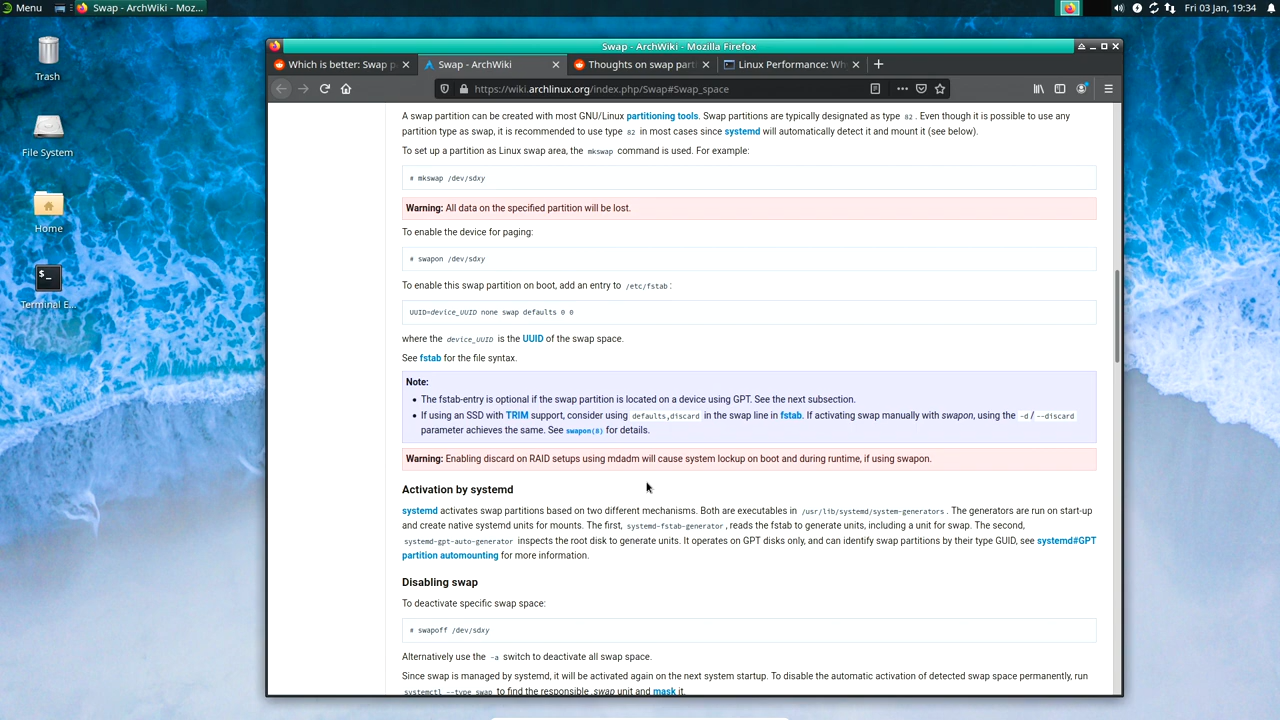 Menu
Swap - ArchWiki - Moz...
Fri 03 Jan, 19:34
Trash
File System
Home
Terminal E...
Swap - ArchWiki - Mozilla Firefox
Which is better: Swap p
Swap - ArchWiki
Thoughts on swap part
Linux Performance: Wh
https://wiki.archlinux.org/index.php/Swap#Swap_space
A swap partition can be created with most GNU/Linux partitioning tools. Swap partitions are typically designated as type 82. Even though it is possible to use any
partition type as swap, it is recommended to use type 82 in most cases since systemd will automatically detect it and mount it (see below).
To set up a partition as Linux swap area, the mkswap command is used. For example:
# mkswap /dev/sdxy
Warning: All data on the specified partition will be lost.
To enable the device for paging:
# swapon /dev/sdxy
To enable this swap partition on boot, add an entry to /etc/fstab:
UUID=device_UUID none swap defaults 0 0
where the device_UUID is the UUID of the swap space.
See fstab for the file syntax.
Note:
• The fstab-entry is optional if the swap partition is located on a device using GPT. See the next subsection.
• If using an SSD with TRIM support, consider using defaults,discard in the swap line in fstab. If activating swap manually with swapon, using the -d/--discard
parameter achieves the same. See swapon(8) for details.
Warning: Enabling discard on RAID setups using mdadm will cause system lockup on boot and during runtime, if using swapon.
Activation by systemd
systemd activates swap partitions based on two different mechanisms. Both are executables in /usr/lib/systemd/system-generators. The generators are run on start-up
and create native systemd units for mounts. The first, systemd-fstab-generator, reads the fstab to generate units, including a unit for swap. The second,
systemd-gpt-auto-generator inspects the root disk to generate units. It operates on GPT disks only, and can identify swap partitions by their type GUID, see systemd#GPT
partition automounting for more information.
Disabling swap
To deactivate specific swap space:
# swapoff /dev/sdxy
Alternatively use the -a switch to deactivate all swap space.
Since swap is managed by systemd, it will be activated again on the next system startup. To disable the automatic activation of detected swap space permanently, run
systemctl --type swap to find the responsible .swap unit and mask it.